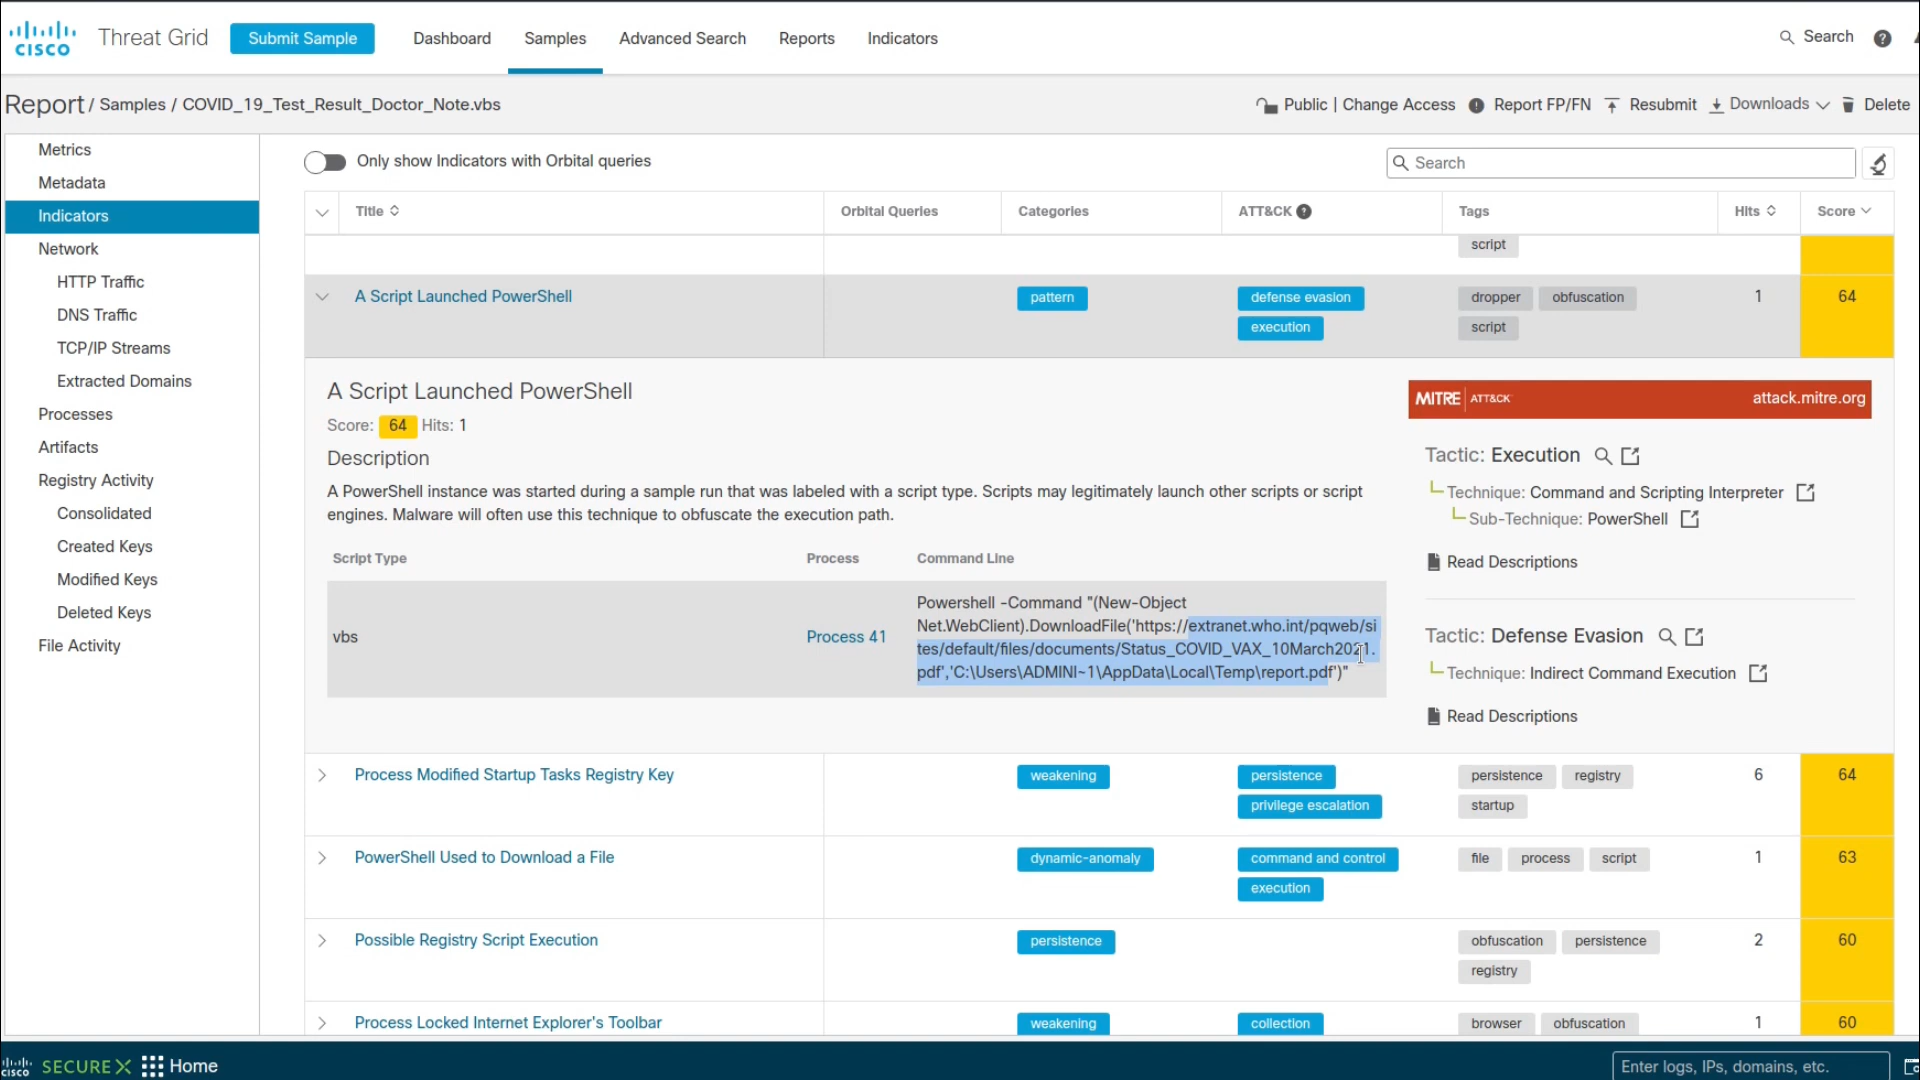 CISCO
Threat Grid
Submit Sample
Dashboard
Samples
Advanced Search
Reports
Indicators
Search
Report / Samples / COVID_19_Test_Result_Doctor_Note.vbs
Public | Change Access
Report FP/FN
Resubmit
Downloads
Delete
Metrics
Metadata
Indicators
Network
HTTP Traffic
DNS Traffic
TCP/IP Streams
Extracted Domains
Processes
Artifacts
Registry Activity
Consolidated
Created Keys
Modified Keys
Deleted Keys
File Activity
Only show Indicators with Orbital queries
Search
Title
Orbital Queries
Categories
ATT&CK
Tags
Hits
Score
script
A Script Launched PowerShell
pattern
defense evasion
execution
dropper
obfuscation
script
1
64
A Script Launched PowerShell
Score: 64 Hits: 1
Description
A PowerShell instance was started during a sample run that was labeled with a script type. Scripts may legitimately launch other scripts or script
engines. Malware will often use this technique to obfuscate the execution path.
Script Type
Process
Command Line
vbs
Process 41
Powershell -Command "(New-Object
Net.WebClient).DownloadFile('https://extranet.who.int/pqweb/si
tes/default/files/documents/Status_COVID_VAX_10March2021.
pdf','C:\Users\ADMINI~1\AppData\Local\Temp\report.pdf')"
MITRE | ATT&CK
attack.mitre.org
Tactic: Execution
Technique: Command and Scripting Interpreter
Sub-Technique: PowerShell
Read Descriptions
Tactic: Defense Evasion
Technique: Indirect Command Execution
Read Descriptions
Process Modified Startup Tasks Registry Key
weakening
persistence
privilege escalation
persistence
registry
startup
6
64
PowerShell Used to Download a File
dynamic-anomaly
command and control
execution
file
process
script
1
63
Possible Registry Script Execution
persistence
obfuscation
persistence
registry
2
60
Process Locked Internet Explorer's Toolbar
weakening
collection
browser
obfuscation
1
60
CISCO
SECUREX
Home
Enter logs, IPs, domains, etc.